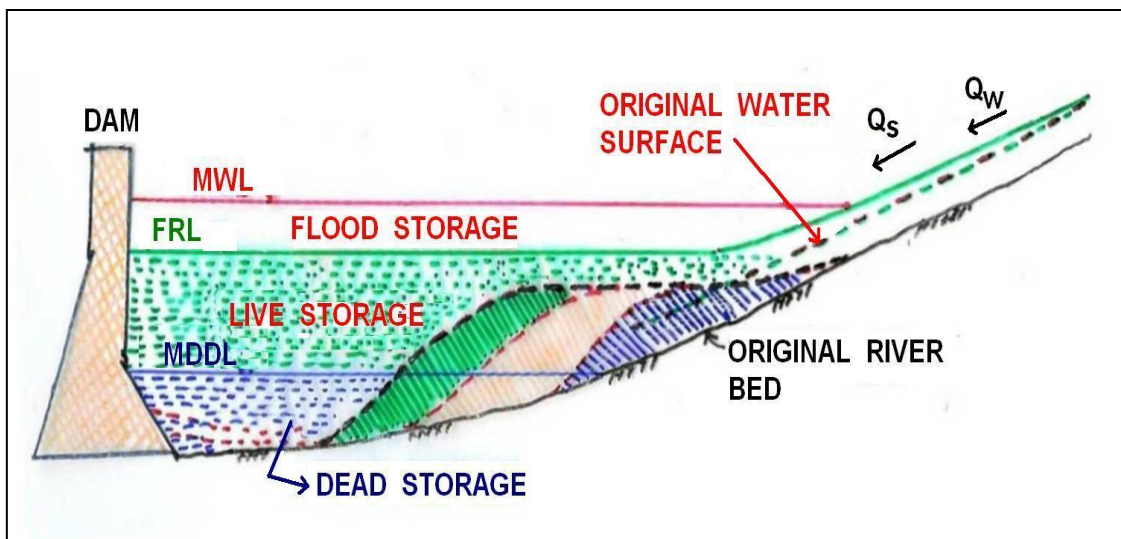 DAM
MWL
FRL
FLOOD STORAGE
LIVE STORAGE
MDDL
DEAD STORAGE
ORIGINAL WATER
SURFACE
QS
QW
ORIGINAL RIVER
BED